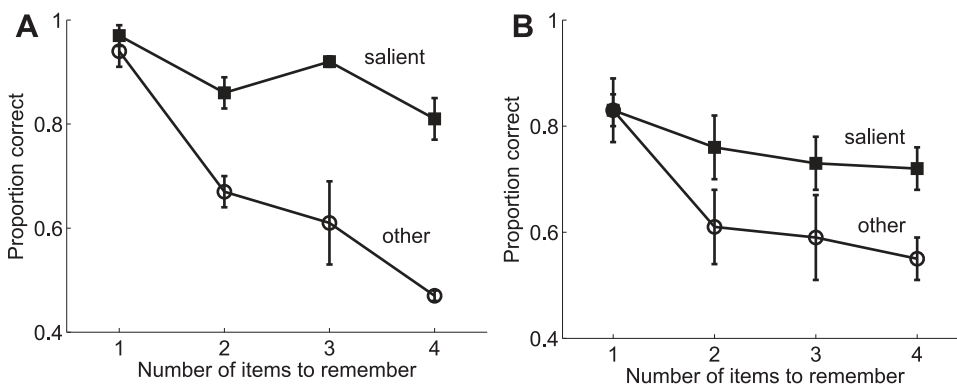 A
1
0.8
0.6
0.4
Proportion correct
salient
other
1 2 3 4
Number of items to remember
B
1
0.8
0.6
0.4
Proportion correct
salient
other
1 2 3 4
Number of items to remember